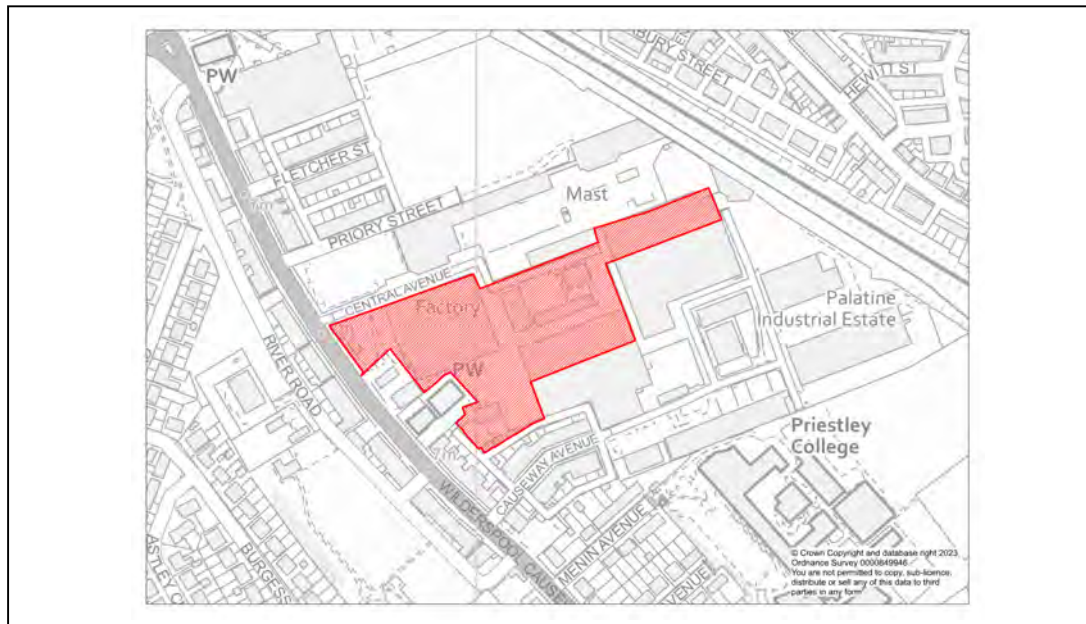 PW
BURY STREET
HEWITT ST
FLETCHER ST
PRIORY STREET
Mast
CENTRAL AVENUE
Factory
PW
RIVER ROAD
Palatine
Industrial Estate
Priestley
College
CAUSEWAY AVENUE
WILDERSPOOL CAUSE
MENIN AVENUE
AVENUE
ASTLEY
BURGESS
© Crown Copyright and database right 2023
Ordnance Survey 0000849946
You are not permitted to copy, sub-licence,
distribute or sell any of this data to third
parties in any form